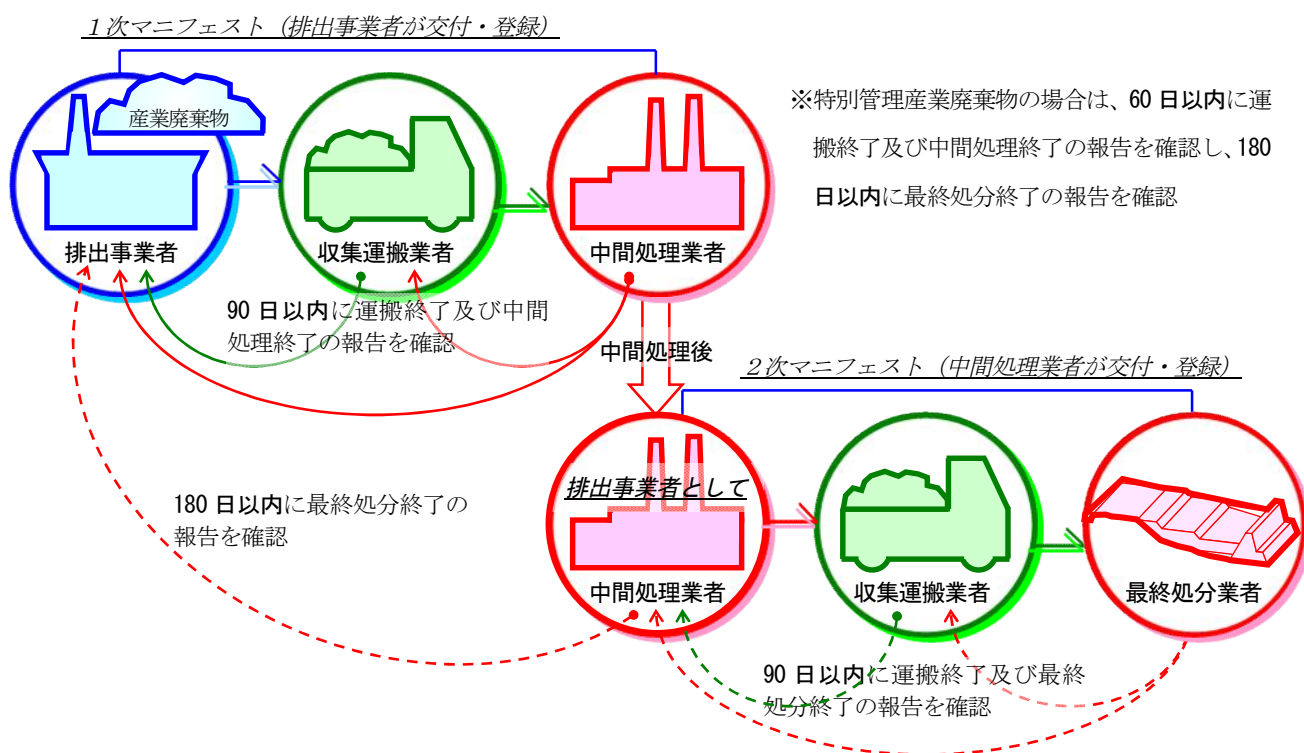 １次マニフェスト（排出事業者が交付・登録）
産業廃棄物
排出事業者
収集運搬業者
中間処理業者
※特別管理産業廃棄物の場合は、60 日以内に運
搬終了及び中間処理終了の報告を確認し、180
日以内に最終処分終了の報告を確認
90 日以内に運搬終了及び中間
処理終了の報告を確認
中間処理後
２次マニフェスト（中間処理業者が交付・登録）
180 日以内に最終処分終了の
報告を確認
排出事業者として
中間処理業者
収集運搬業者
最終処分業者
90 日以内に運搬終了及び最終
処分終了の報告を確認